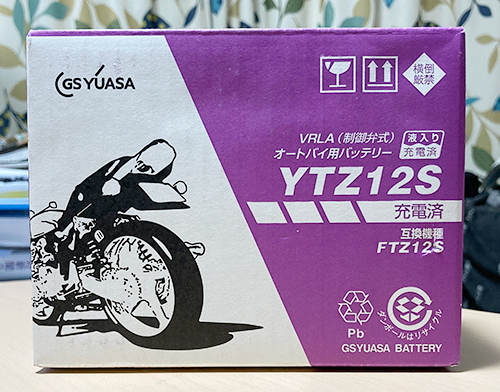 GS YUASA
横倒
厳禁
VRLA（制御弁式）
液入り
充電済
オートバイ用バッテリー
YTZ12S
充電済
互換機種
FTZ12S
Pb
ダンボールはリサイクル
GSYUASA BATTERY